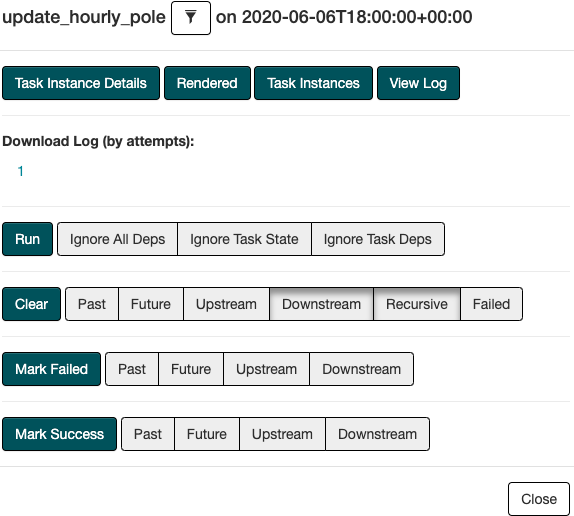 update_hourly_pole on 2020-06-06T18:00:00+00:00
Task Instance Details Rendered Task Instances View Log
Download Log (by attempts):
1
Run Ignore All Deps Ignore Task State Ignore Task Deps
Clear Past Future Upstream Downstream Recursive Failed
Mark Failed Past Future Upstream Downstream
Mark Success Past Future Upstream Downstream
Close